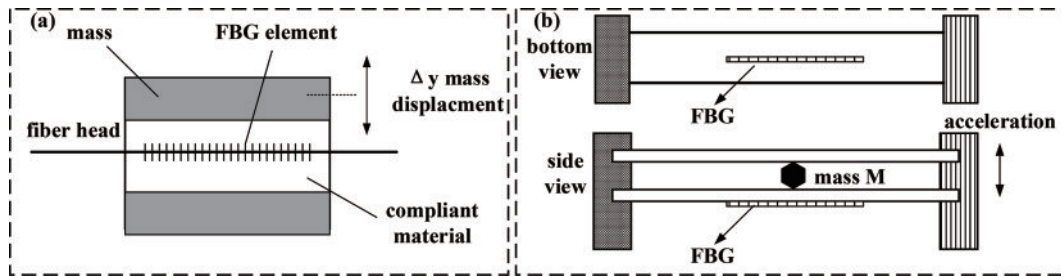 (a)
mass
FBG element
Δ y mass
displacment
fiber head
compliant
material
(b)
bottom
view
FBG
acceleration
side
view
mass M
FBG